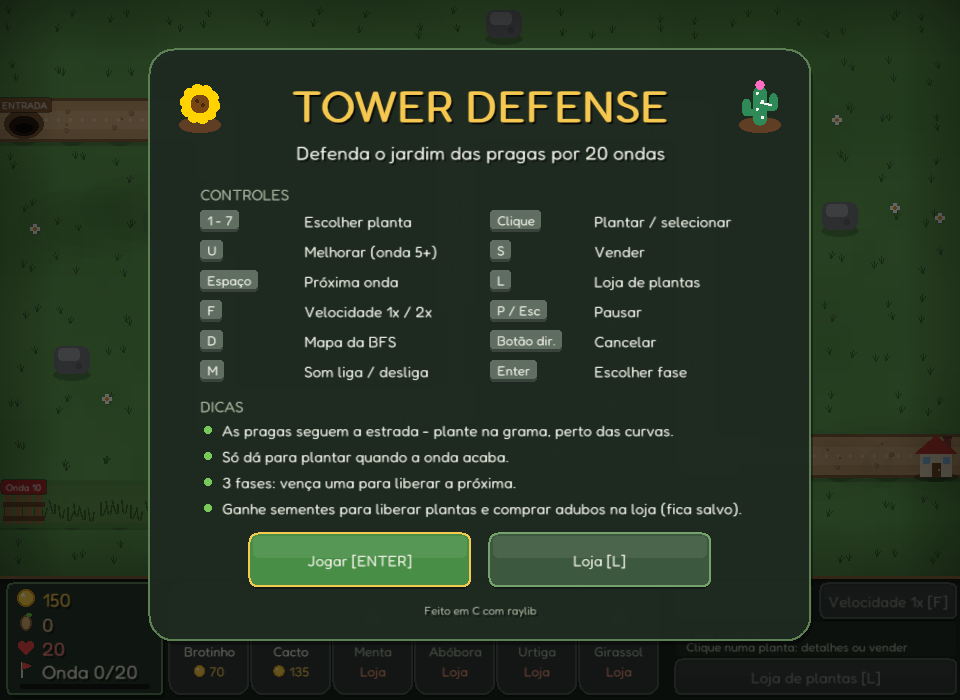 ENTRADA
TOWER DEFENSE
Defenda o jardim das pragas por 20 ondas
CONTROLES
1 - 7 Escolher planta Clique Plantar / selecionar
U Melhorar (onda 5+) S Vender
Espaço Próxima onda L Loja de plantas
F Velocidade 1x / 2x P / Esc Pausar
D Mapa da BFS Botão dir. Cancelar
M Som liga / desliga Enter Escolher fase
DICAS
As pragas seguem a estrada - plante na grama, perto das curvas.
Só dá para plantar quando a onda acaba.
3 fases: vença uma para liberar a próxima.
Ganhe sementes para liberar plantas e comprar adubos na loja (fica salvo).
Onda 10
Jogar [ENTER] Loja [L]
Feito em C com raylib
150
0
20
Onda 0/20
Brotinho Cacto Menta Abóbora Urtiga Girassol
70 135 Loja Loja Loja Loja
Velocidade 1x [F]
Clique numa planta: detalhes ou vender
Loja de plantas [L]